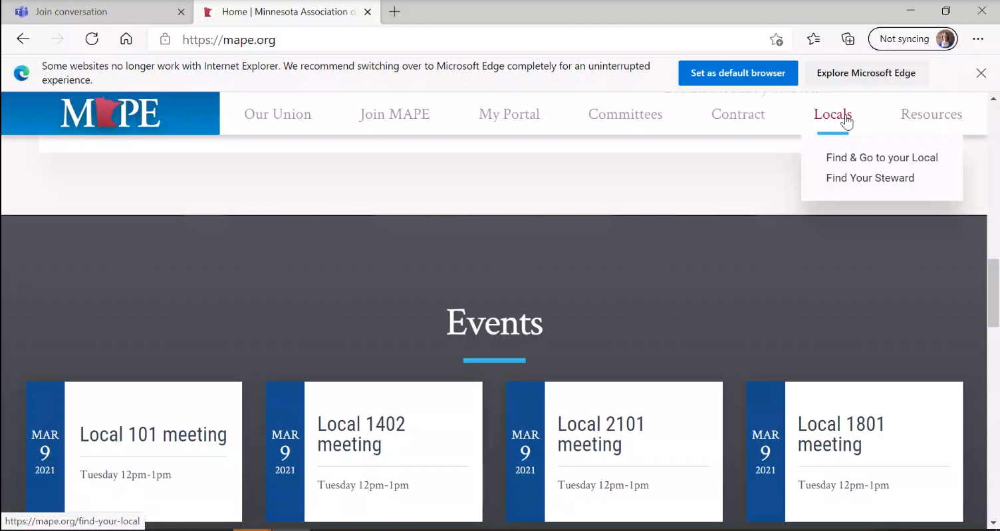 Join conversation
Home | Minnesota Association o
https://mape.org
Not syncing
Some websites no longer work with Internet Explorer. We recommend switching over to Microsoft Edge completely for an uninterrupted
experience.
Set as default browser
Explore Microsoft Edge
MAPE
Our Union
Join MAPE
My Portal
Committees
Contract
Locals
Resources
Find & Go to your Local
Find Your Steward
Events
MAR
9
2021
Local 101 meeting
Tuesday 12pm-1pm
MAR
9
2021
Local 1402
meeting
Tuesday 12pm-1pm
MAR
9
2021
Local 2101
meeting
Tuesday 12pm-1pm
MAR
9
2021
Local 1801
meeting
Tuesday 12pm-1pm
https://mape.org/find-your-local